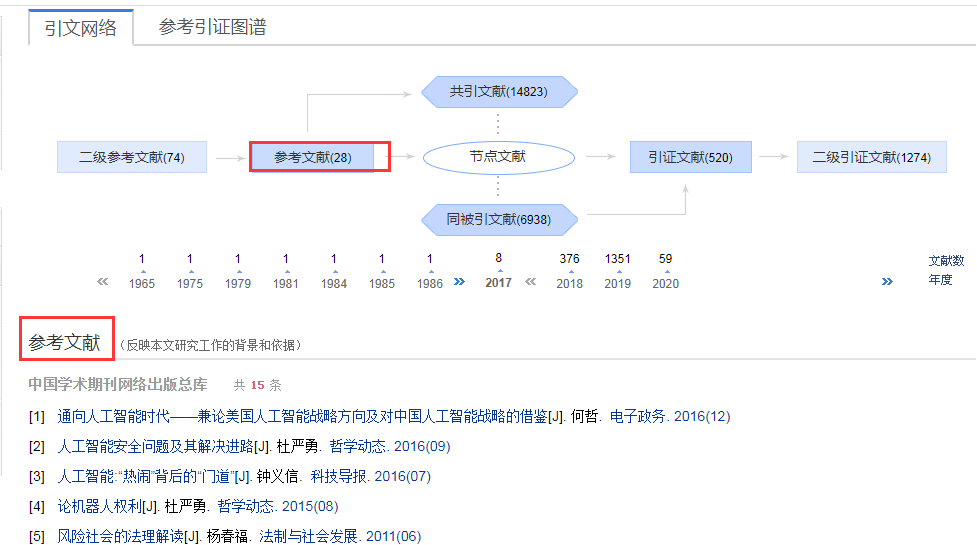 引文网络 参考引证图谱
共引文献(14823)
二级参考文献(74) 参考文献(28) 节点文献 引证文献(520) 二级引证文献(1274)
同被引文献(6938)
1 1 1 1 1 1 1 8 376 1351 59 文献数
1965 1975 1979 1981 1984 1985 1986 2017 2018 2019 2020 年度
参考文献 (反映本文研究工作的背景和依据)
中国学术期刊网络出版总库 共 15 条
[1] 通向人工智能时代——兼论美国人工智能战略方向及对中国人工智能战略的借鉴[J]. 何哲. 电子政务. 2016(12)
[2] 人工智能安全问题及其解决进路[J]. 杜严勇. 哲学动态. 2016(09)
[3] 人工智能:“热闹”背后的“门道”[J]. 钟义信. 科技导报. 2016(07)
[4] 论机器人权利[J]. 杜严勇. 哲学动态. 2015(08)
[5] 风险社会的法理解读[J]. 杨春福. 法制与社会发展. 2011(06)